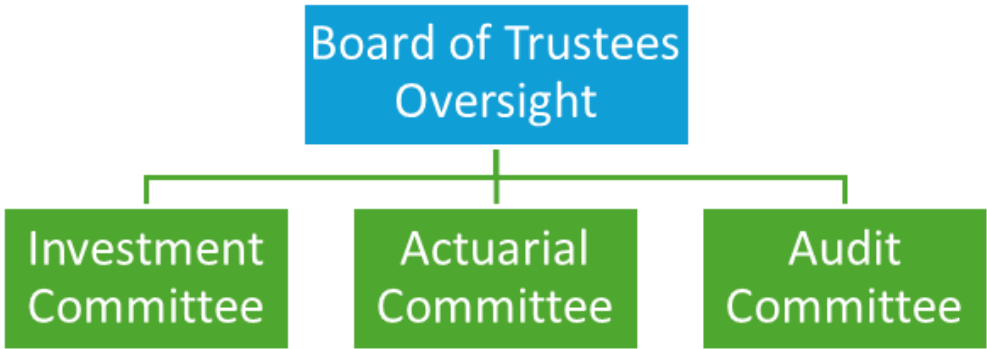 Board of Trustees
Oversight
Investment
Committee
Actuarial
Committee
Audit
Committee